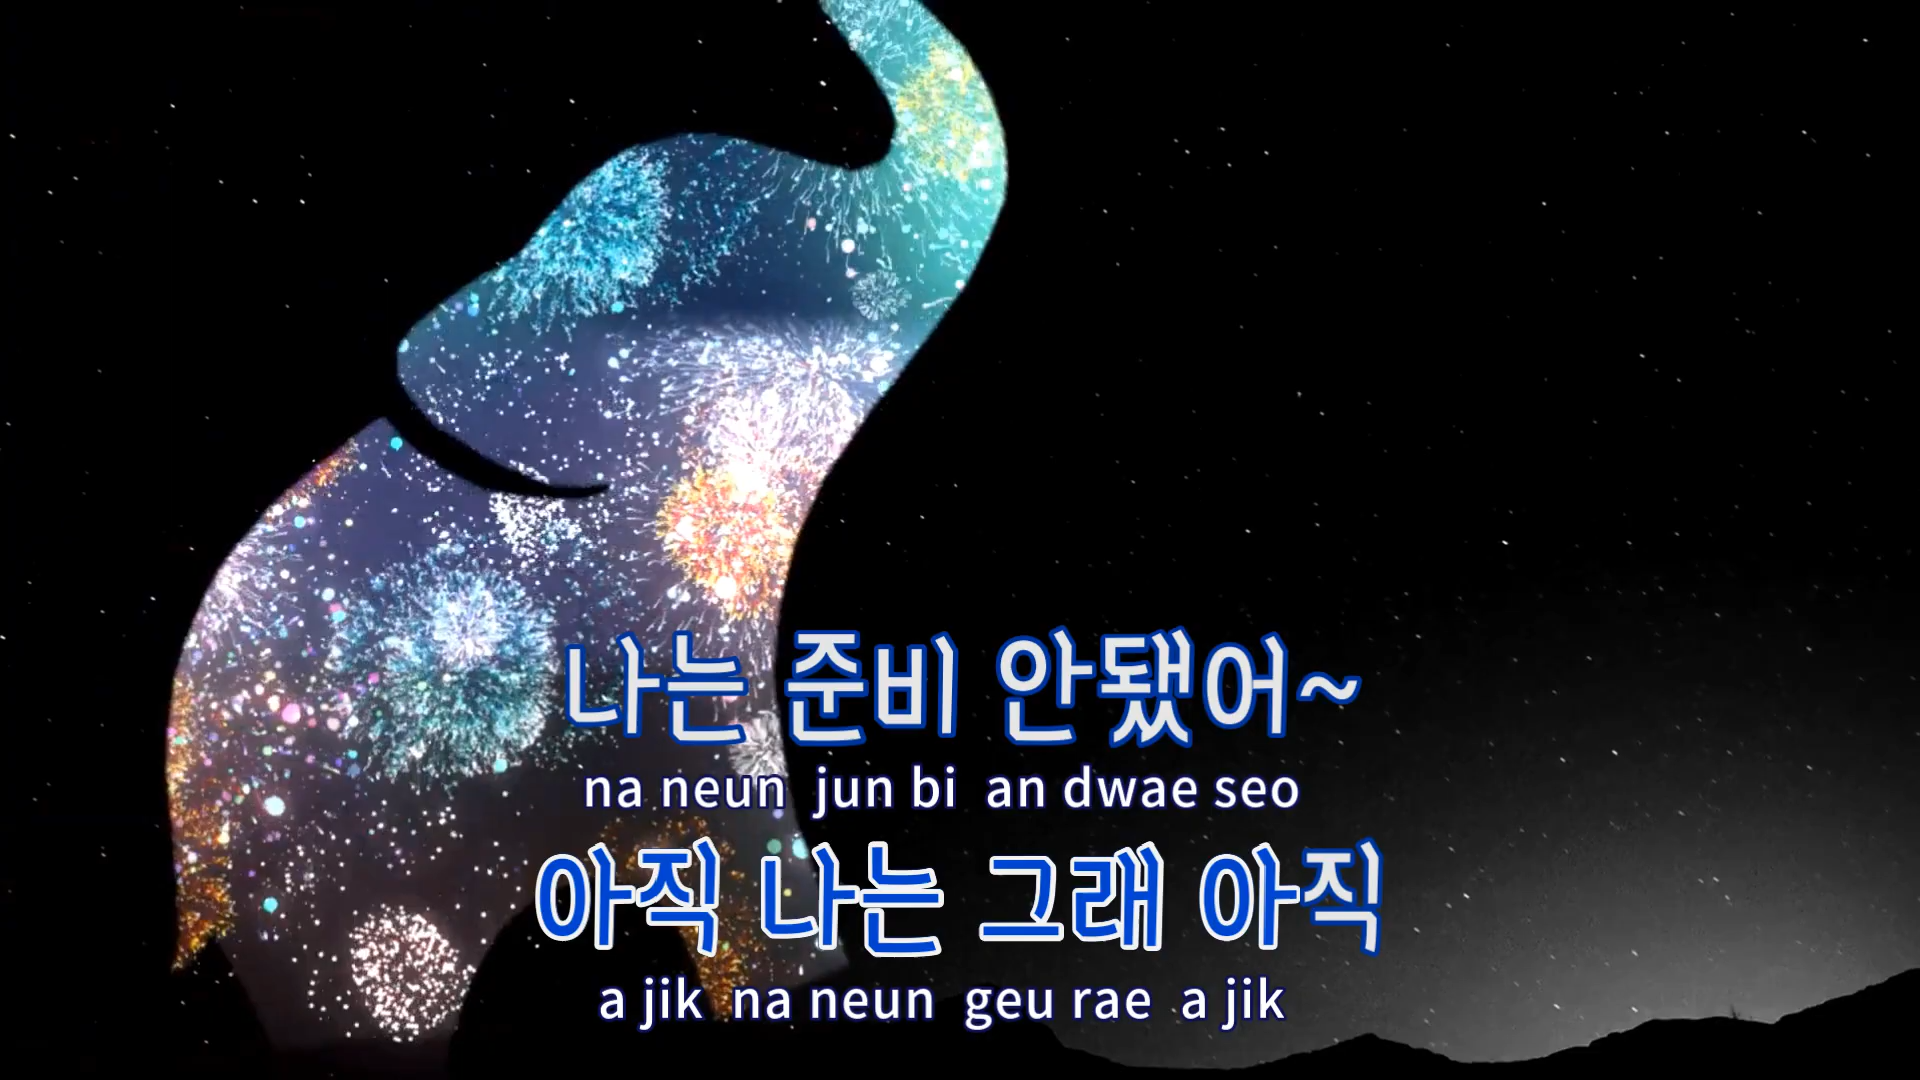 나는 준비 안됐어~
na neun jun bi an dwae seo
아직 나는 그래 아직
a jik na neun geu rae a jik